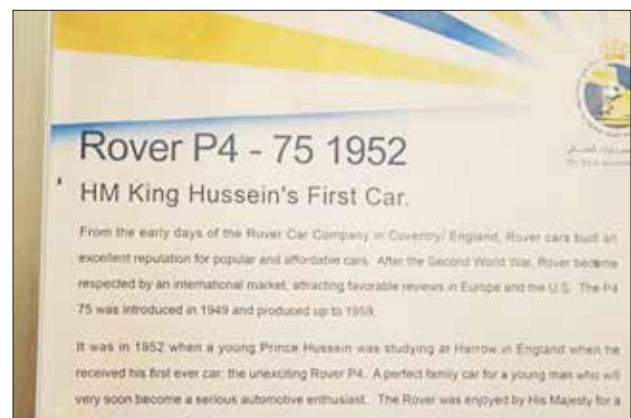 Rover P4 - 75 1952
HM King Hussein's First Car.
From the early days of the Rover Car Company in Coventry/ England, Rover cars built an
excellent reputation for popular and affordable cars. After the Second World War, Rover became
respected by an international market, attracting favorable reviews in Europe and the U.S. The P4
75 was introduced in 1949 and produced up to 1959.
It was in 1952 when a young Prince Hussein was studying at Harrow in England when he
received his first ever car: the unexciting Rover P4. A perfect family car for a young man who will
very soon become a serious automotive enthusiast. The Rover was enjoyed by His Majesty for a